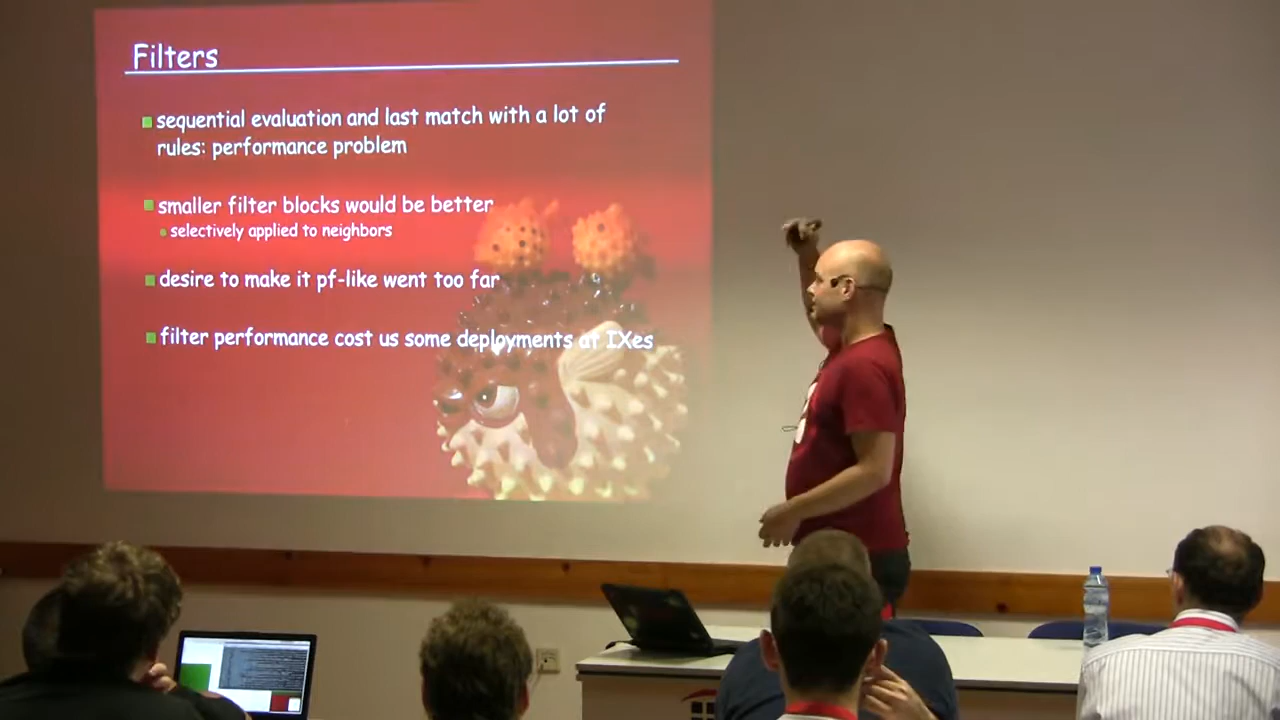 Filters
sequential evaluation and last match with a lot of
rules: performance problem
smaller filter blocks would be better
selectively applied to neighbors
desire to make it pf-like went too far
filter performance cost us some deployments at IXes